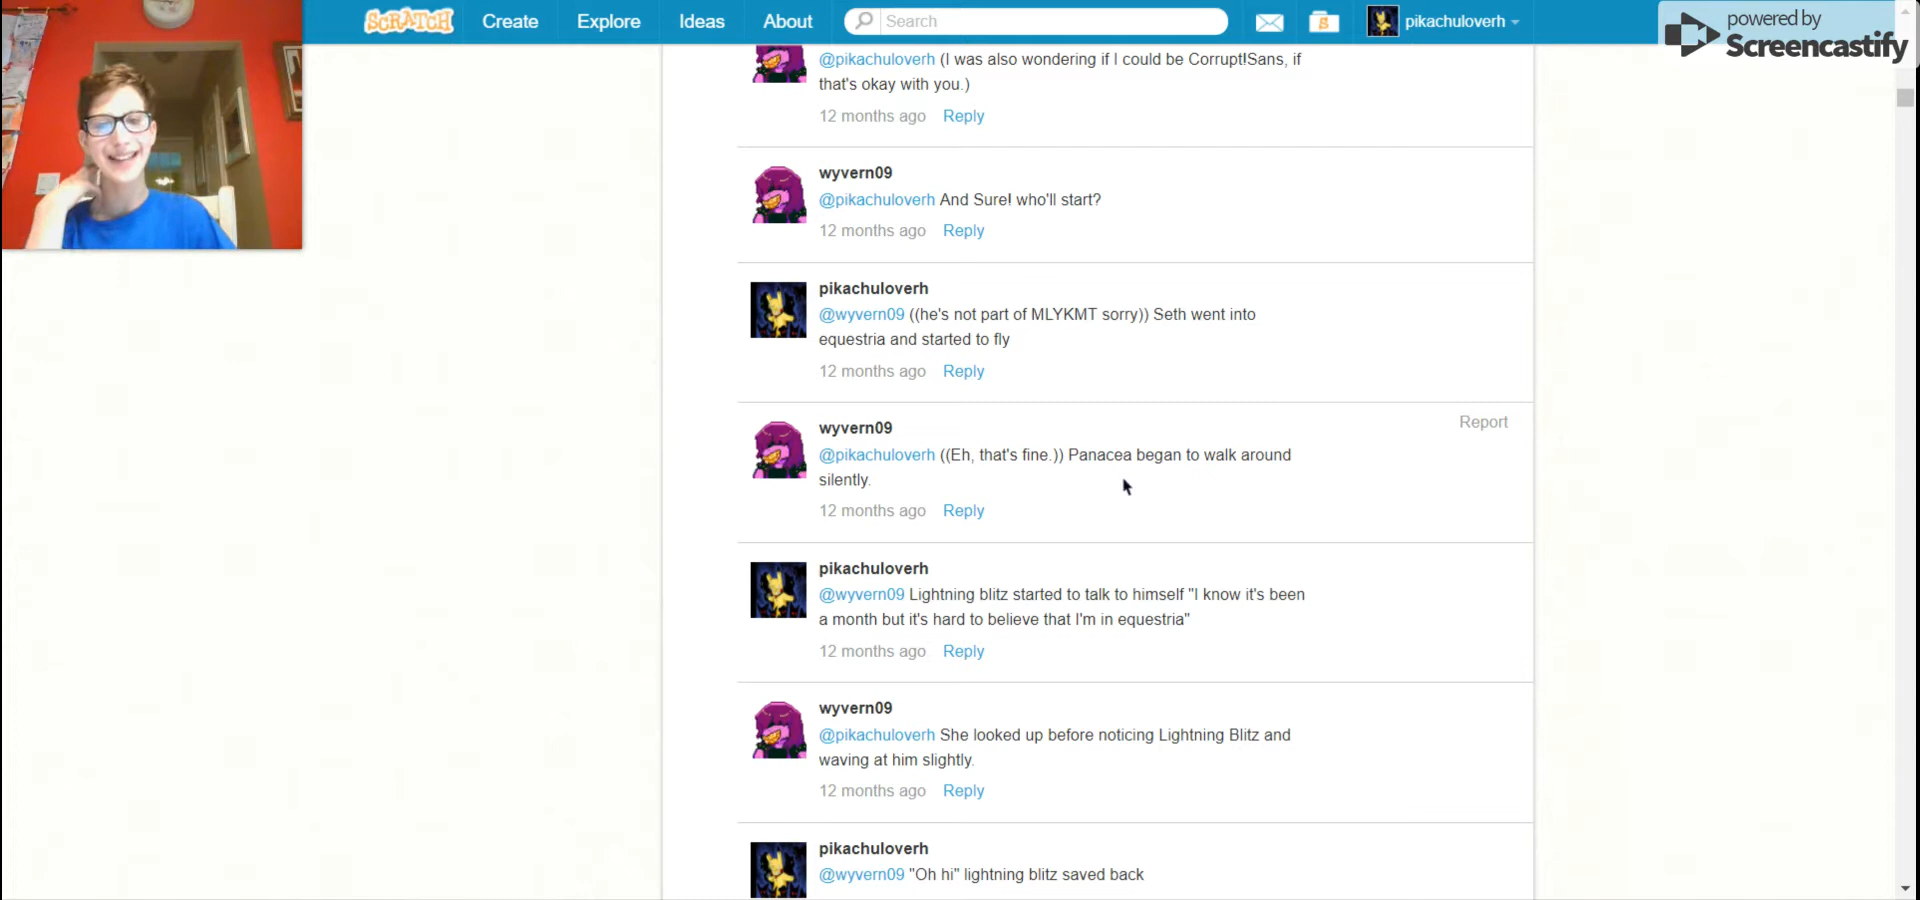 SCRATCH Create Explore Ideas About Search pikachuloverh
powered by
Screencastify
@pikachuloverh (I was also wondering if I could be Corrupt!Sans, if
that's okay with you.)
12 months ago Reply
wyvern09
@pikachuloverh And Sure! who'll start?
12 months ago Reply
pikachuloverh
@wyvern09 ((he's not part of MLYKMT sorry)) Seth went into
equestria and started to fly
12 months ago Reply
Report
wyvern09
@pikachuloverh ((Eh, that's fine.)) Panacea began to walk around
silently.
12 months ago Reply
pikachuloverh
@wyvern09 Lightning blitz started to talk to himself "I know it's been
a month but it's hard to believe that I'm in equestria"
12 months ago Reply
wyvern09
@pikachuloverh She looked up before noticing Lightning Blitz and
waving at him slightly.
12 months ago Reply
pikachuloverh
@wyvern09 "Oh hi" lightning blitz saved back